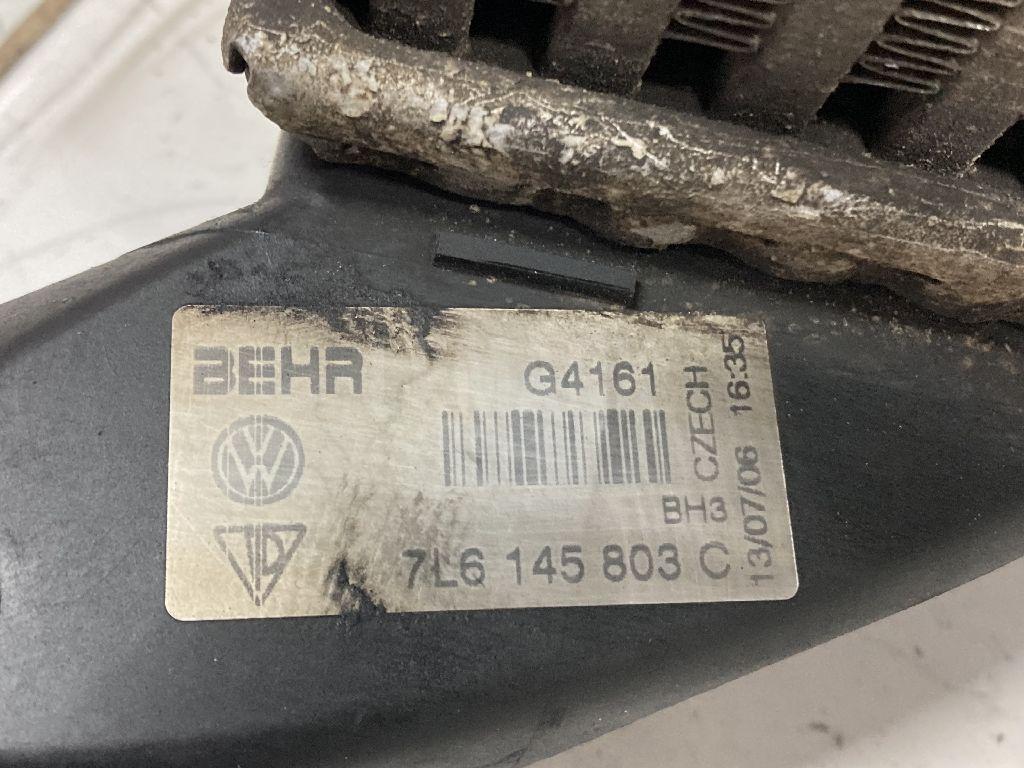 BEHR
G4161
CZECH
16:35
BH3
13/07/06
7L6 145 803 C